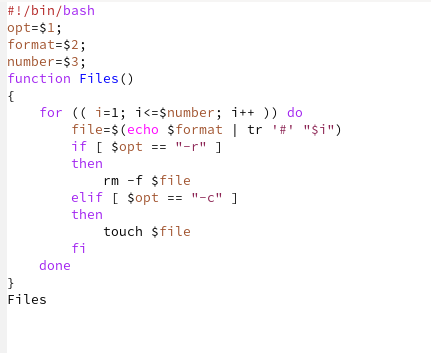 #!/bin/bash
opt=$1;
format=$2;
number=$3;
function Files()
{
    for (( i=1; i<=$number; i++ )) do
        file=$(echo $format | tr '#' "$i")
        if [ $opt == "-r" ]
        then
            rm -f $file
        elif [ $opt == "-c" ]
        then
            touch $file
        fi
    done
}
Files